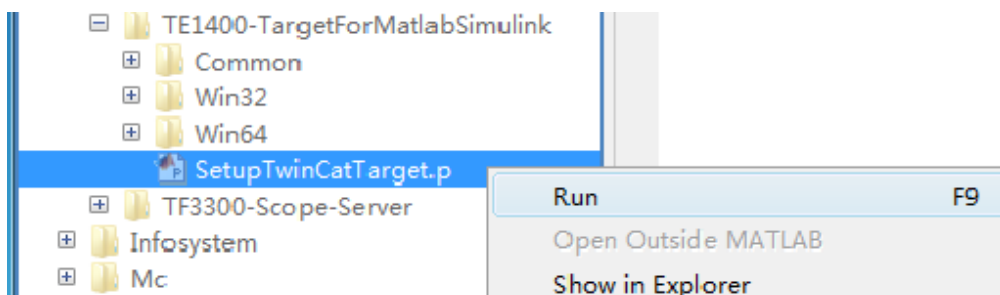 TE1400-TargetForMatlabSimulink
Common
Win32
Win64
SetupTwinCatTarget.p
Run F9
TF3300-Scope-Server
Infosystem
Open Outside MATLAB
Mc
Show in Explorer